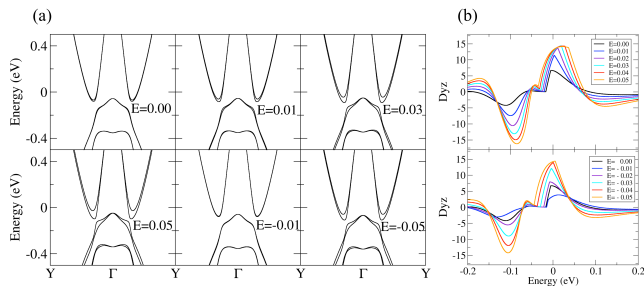 (a)
(b)
Energy (eV)
0.4
0
-0.4
E=0.00
E=0.01
E=0.03
Energy (eV)
0.4
0
-0.4
E=0.05
E=-0.01
E=-0.05
Y Γ Y Γ Y Γ Y
Dyz
15
10
5
0
-5
-10
-15
E=0.00
E=0.01
E=0.02
E=0.03
E=0.04
E=0.05
Dyz
15
10
5
0
-5
-10
-15
E= 0.00
E= - 0.01
E= - 0.02
E= - 0.03
E= - 0.04
E= - 0.05
-0.2 -0.1 0 0.1 0.2
Energy (eV)